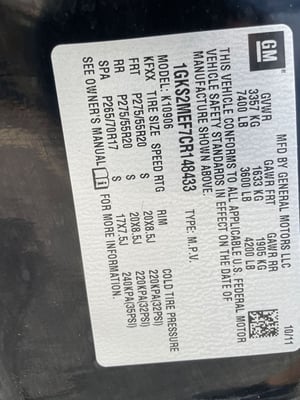 GM
MFD BY GENERAL MOTORS LLC 10/11
GVWR GAWR FRT GAWR RR
3357 KG 1633 KG 1905 KG
7400 LB 3600 LB 4200 LB
THIS VEHICLE CONFORMS TO ALL APPLICABLE U.S. FEDERAL MOTOR
VEHICLE SAFETY STANDARDS IN EFFECT ON THE DATE OF
MANUFACTURE SHOWN ABOVE.
1GKS2MEF7CR148433 TYPE: M.P.V.
MODEL: K10906
KFXX TIRE SIZE SPEED RTG RIM COLD TIRE PRESSURE
FRT P275/55R20 S 20X8.5J 220KPA(32PSI)
RR P275/55R20 S 20X8.5J 220KPA(32PSI)
SPA P265/70R17 S 17X7.5J 240KPA(35PSI)
SEE OWNER'S MANUAL FOR MORE INFORMATION.